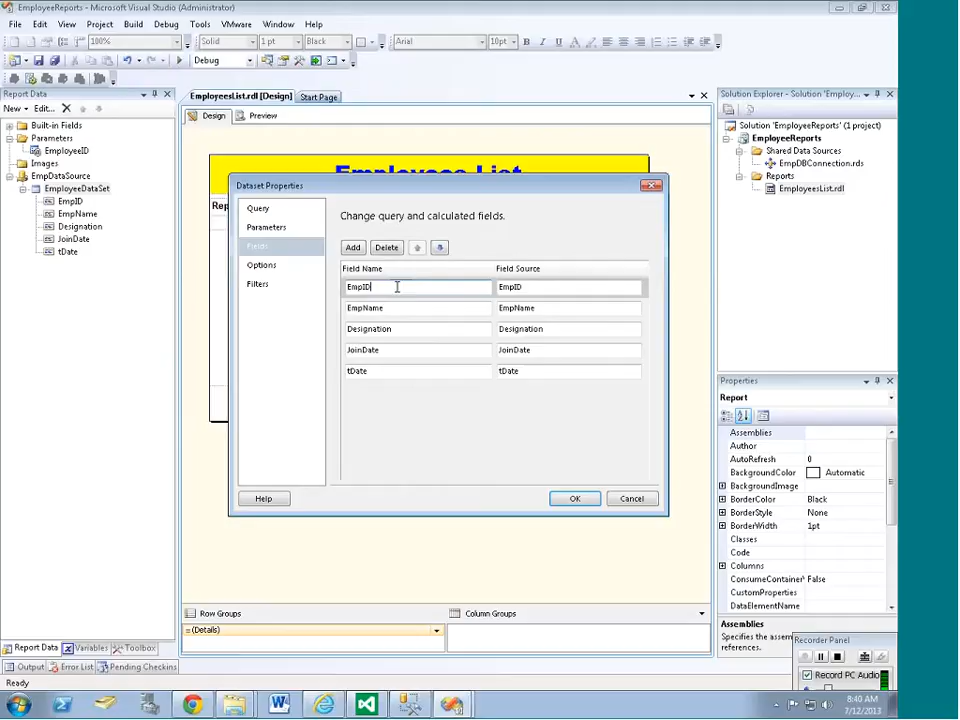 EmployeeReports - Microsoft Visual Studio (Administrator)
File Edit View Project Build Debug Tools VMware Window Help
100% Solid 1 pt Black Arial 10pt B I U A
Debug
Report Data
New Edit...
Built-in Fields
Parameters
EmployeeID
Images
EmpDataSource
EmployeeDataSet
EmpID
EmpName
Designation
JoinDate
tDate
EmployeesList.rdl [Design] Start Page
Design Preview
Employees List
Dataset Properties
Query
Parameters
Fields
Options
Filters
Change query and calculated fields.
Add Delete
Field Name Field Source
EmpID EmpID
EmpName EmpName
Designation Designation
JoinDate JoinDate
tDate tDate
Help OK Cancel
Row Groups Column Groups
(Details)
Solution Explorer - Solution 'Employ...
Solution 'EmployeeReports' (1 project)
EmployeeReports
Shared Data Sources
EmpDBConnection.rds
Reports
EmployeesList.rdl
Properties
Report
Assemblies
Author
AutoRefresh 0
BackgroundColor Automatic
BackgroundImage
BorderColor Black
BorderStyle None
BorderWidth 1pt
Classes
Code
Columns
ConsumeContainer False
CustomProperties
DataElementName
Assemblies
Specifies the assem
references.
Recorder Panel
Record PC Audio
Report Data Variables Toolbox
Output Error List Pending Checkins
Ready
8:40 AM
7/12/2013